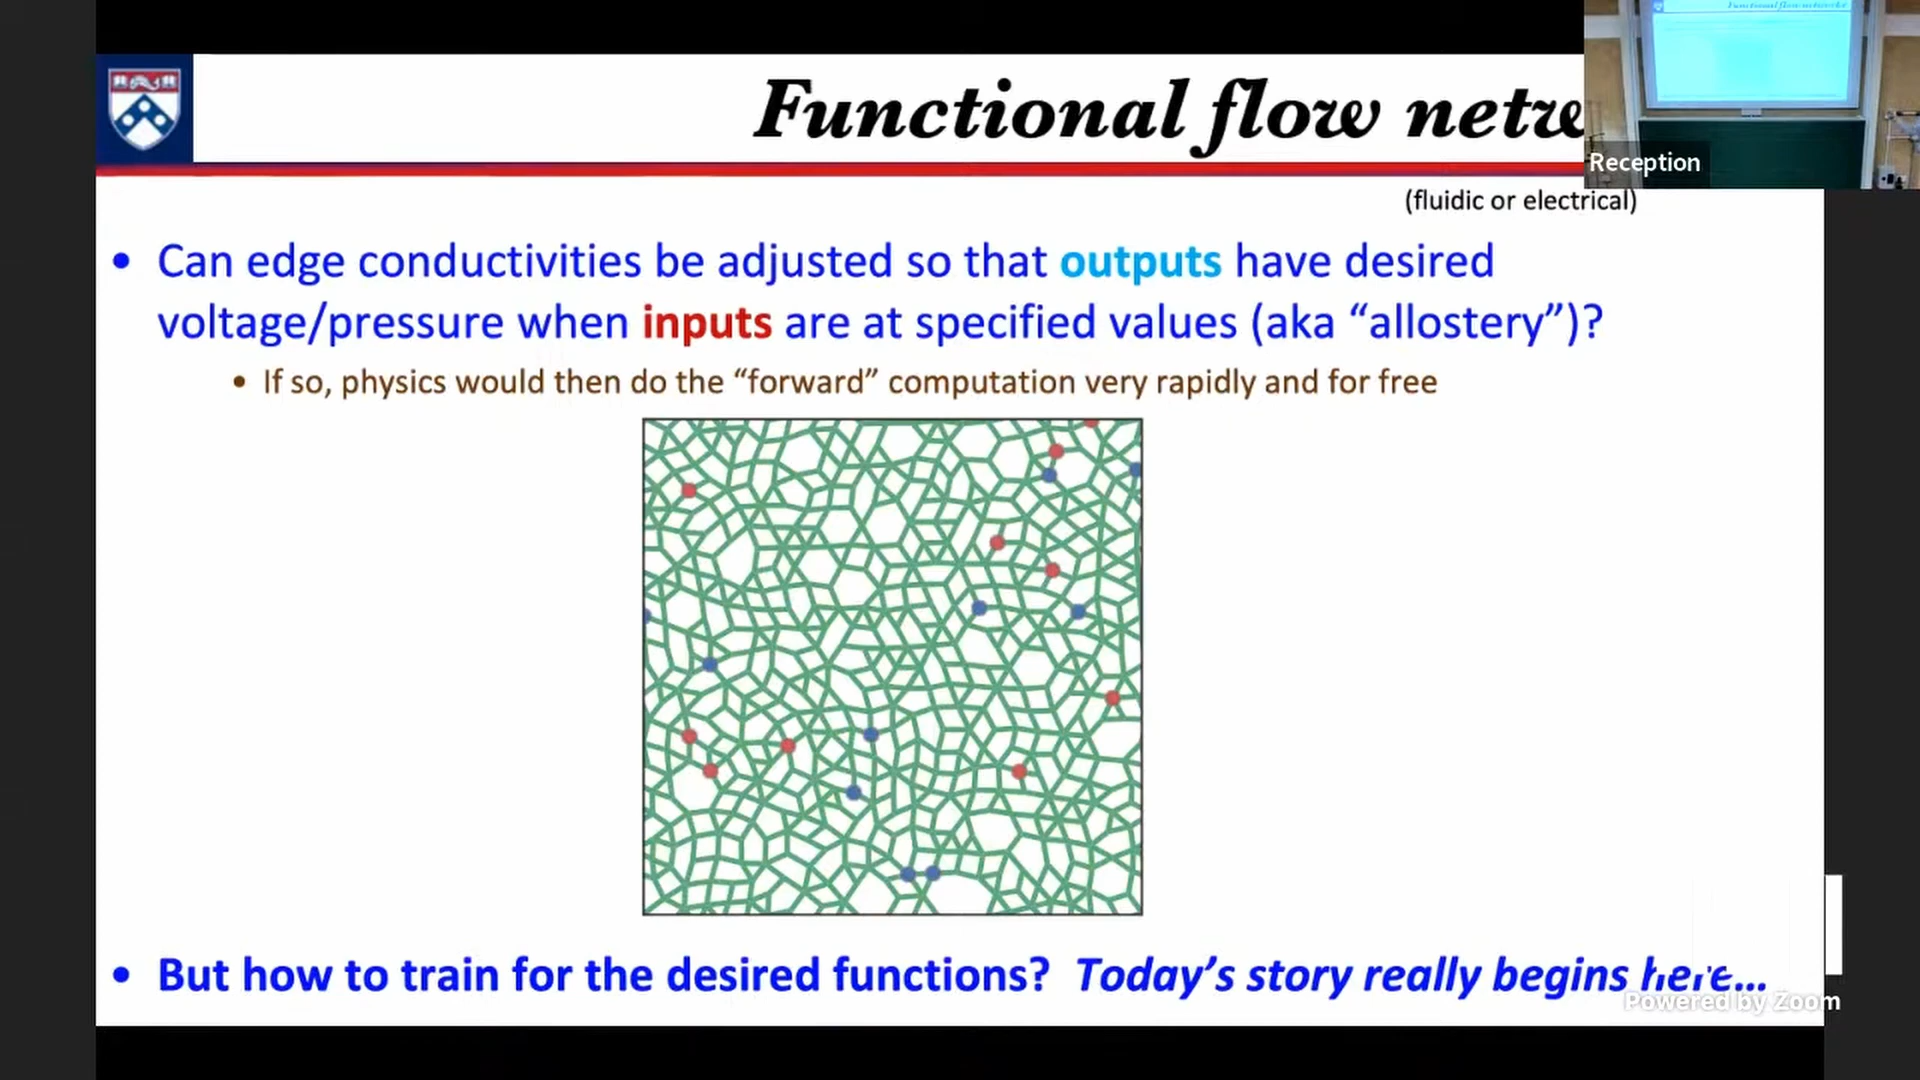 Functional flow netw
Functional flow networks
Reception
(fluidic or electrical)
• Can edge conductivities be adjusted so that outputs have desired
voltage/pressure when inputs are at specified values (aka “allostery”)?
• If so, physics would then do the “forward” computation very rapidly and for free
• But how to train for the desired functions? Today’s story really begins here...
Powered by Zoom